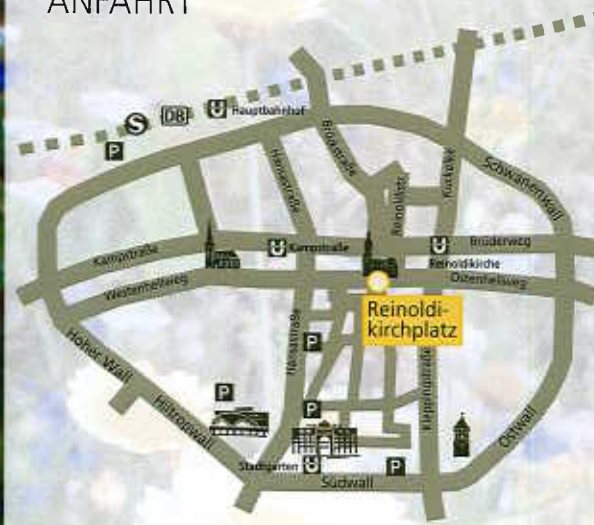 ANFAHRT
S
DB
U
Hauptbahnhof
P
Brückstraße
Hansastraße
Reinoldistr.
Kuckelke
Schwanenwall
Kampstraße
U
Kampstraße
U
Reinoldikirche
Brüderweg
Westenhellweg
Ostenhellweg
Reinoldi-
kirchplatz
Hansastraße
P
Hoher Wall
Kleppingstraße
P
P
Hiltropwall
Ostwall
Stadtgarten
U
P
Südwall